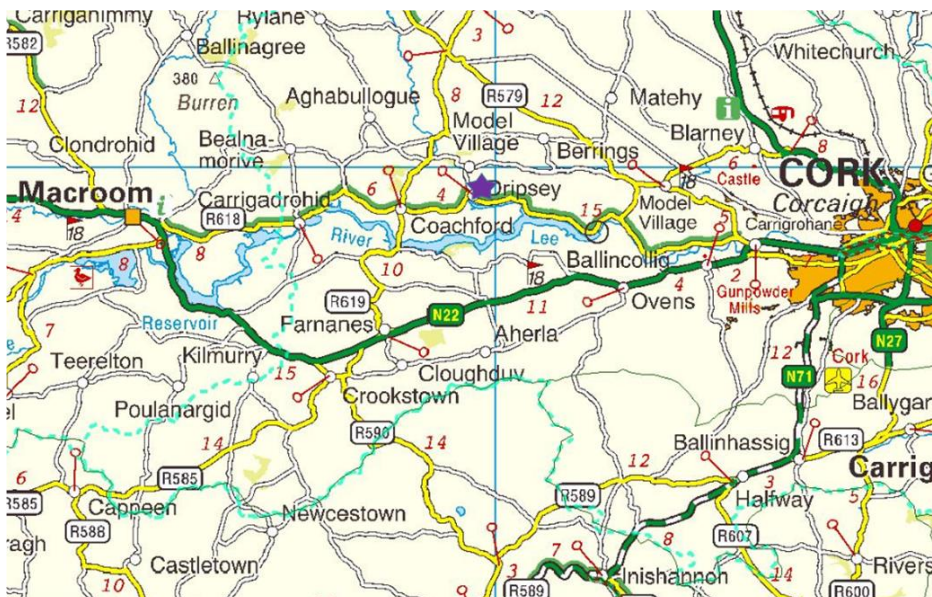 Carriganimmy
Rylane
3
Whitechurch
R582
Ballinagree
380
Burren
12
Aghabullogue
8
R579
12
Matehy
i
8
Clondrohid
Bealna-
morive
Model
Village
Berrings
Blarney
6
Castle
18
CORK
Corcaigh
Macroom
i
Carrigadrohid
6
4
Dripsey
R618
Coachford
15
Model
Village
5
Carrigrohane
4
18
8
8
River
Lee
10
Ballincollig
18
2
7
Gunpowder
Mills
R619
N22
11
4
Ovens
Reservoir
Farnanes
Aherla
7
Teerelton
Kilmurry
15
Cloughduv
12
Cork
N27
N71
16
Poulanargid
Crookstown
Ballygar
14
R590
14
Ballinhassig
R613
6
R585
R585
12
3
Carrig
Cappeen
R589
Halfway
5
R588
Newcestown
ragh
8
R607
Castletown
7
Rivers
10
3
R589
Inishannon
14
R600